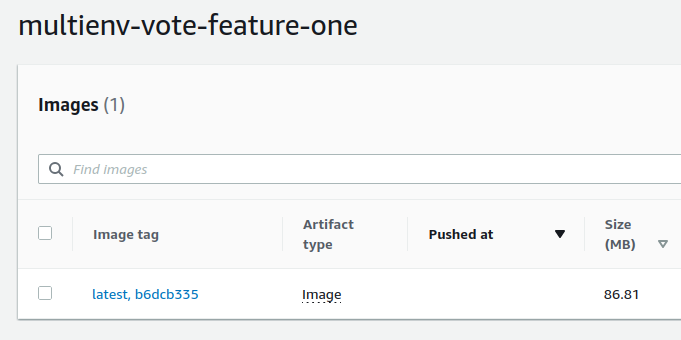 multienv-vote-feature-one
Images (1)
Find images
Image tag
Artifact
type
Pushed at
Size
(MB)
latest, b6dcb335
Image
86.81